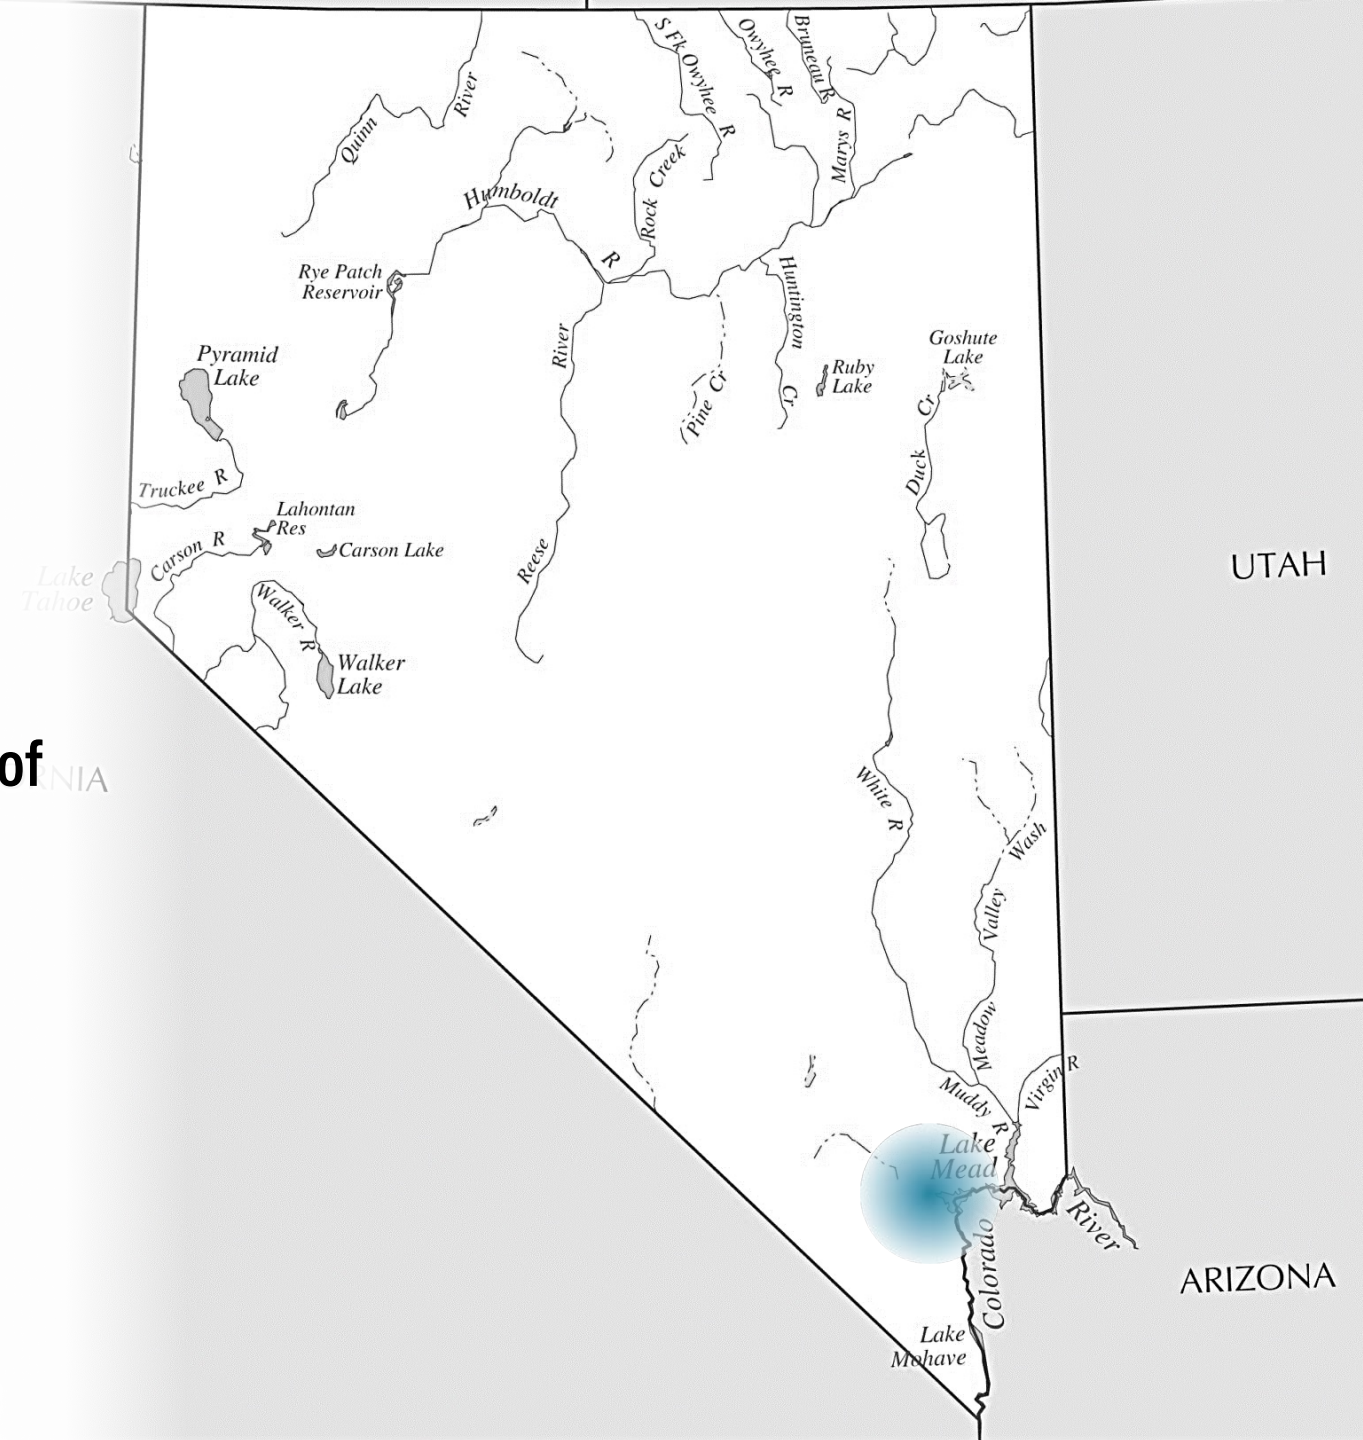 S Fk Owyhee R
Owyhee R
Bruneau R
Quinn River
Marys R
Rock Creek
Humboldt R
Rye Patch
Reservoir
Huntington Cr
Pyramid
Lake
River
Goshute
Lake
Ruby
Lake
Pine Cr
Duck Cr
Truckee R
Lahontan
Res
Carson R
Carson Lake
Reese
UTAH
Lake
Tahoe
Walker R
Walker
Lake
of
RNIA
White R
Wash
Valley
Meadow
Virgin R
Muddy R
Lake
Mead
River
Colorado
ARIZONA
Lake
Mohave